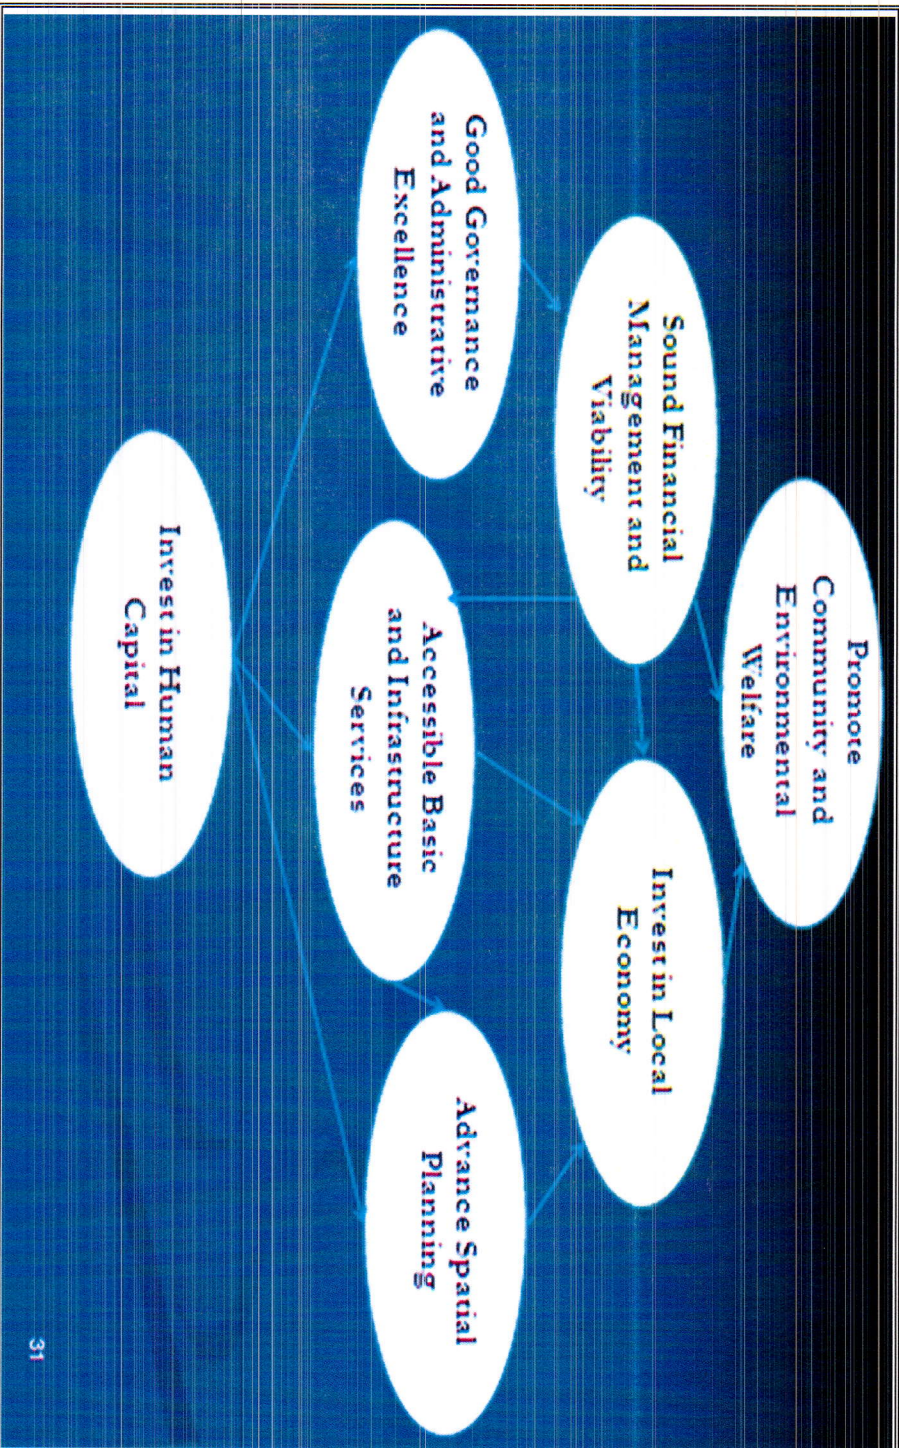 Promote
Community and
Environmental
Welfare
Sound Financial
Management and
Viability
Invest in Local
Economy
Good Governance
and Administrative
Excellence
Accessible Basic
and Infrastructure
Services
Advance Spatial
Planning
Invest in Human
Capital
31